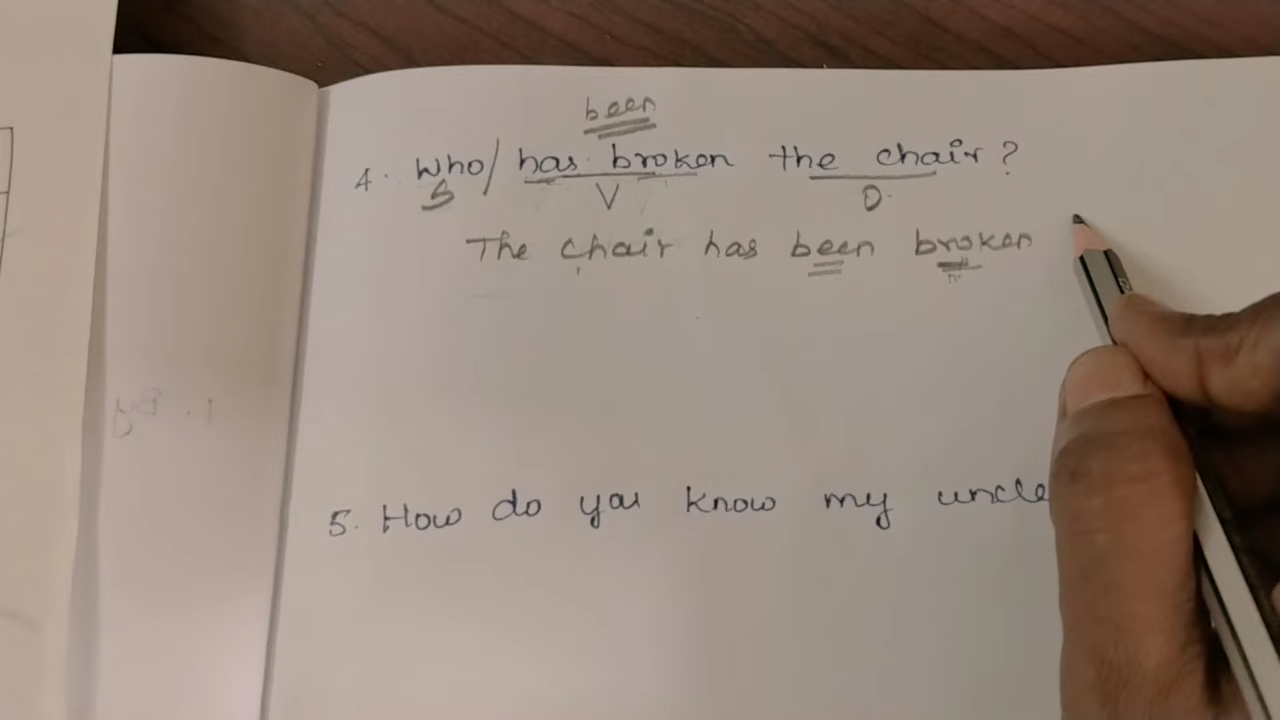 been
4. Who/ has broken the chair?
S V O
The chair has been broken
5. How do you know my uncle